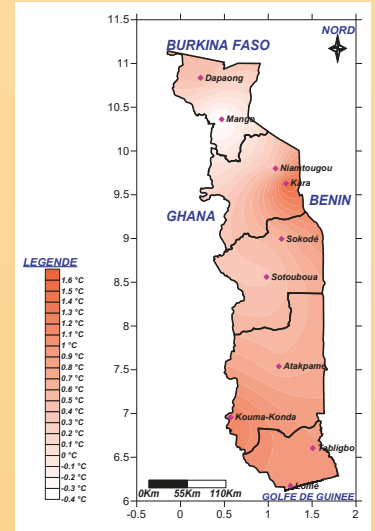 NORD
BURKINA FASO
Dapaong
Mango
Niamtougou
Kara
BENIN
GHANA
Sokodé
Sotouboua
Atakpamé
Kouma-Konda
Tabligbo
Lomé
GOLFE DE GUINEE
LEGENDE
1.6 °C
1.5 °C
1.4 °C
1.3 °C
1.2 °C
1.1 °C
1 °C
0.9 °C
0.8 °C
0.7 °C
0.6 °C
0.5 °C
0.4 °C
0.3 °C
0.2 °C
0.1 °C
0 °C
-0.1 °C
-0.2 °C
-0.3 °C
-0.4 °C
0Km 55Km 110Km
11.5
11
10.5
10
9.5
9
8.5
8
7.5
7
6.5
6
-0.5 0 0.5 1 1.5 2